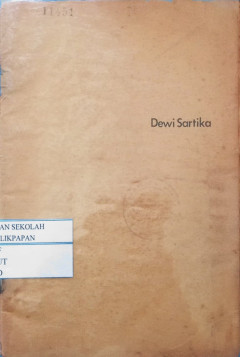 Dewi Sartika
AN SEKOLAH
LIKPAPAN
UT